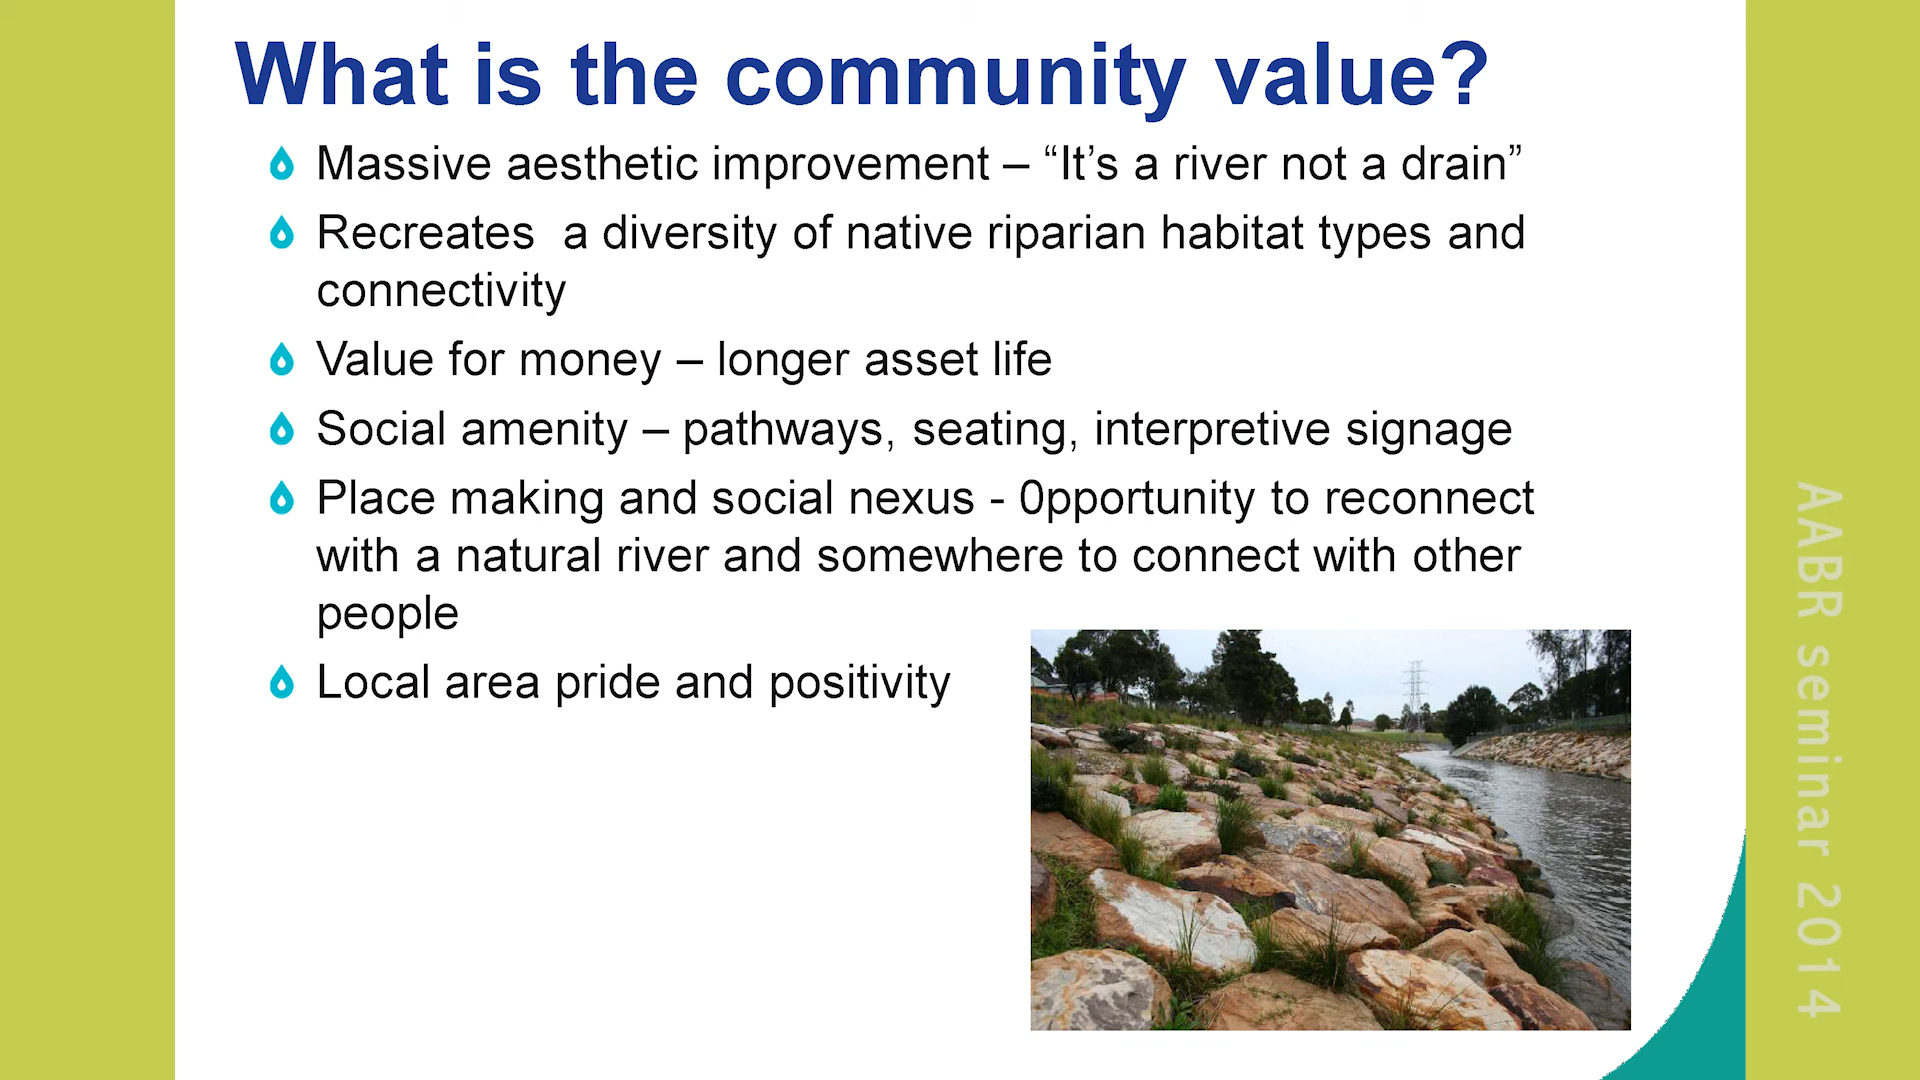 What is the community value?
Massive aesthetic improvement – “It’s a river not a drain”
Recreates  a diversity of native riparian habitat types and
connectivity
Value for money – longer asset life
Social amenity – pathways, seating, interpretive signage
Place making and social nexus - 0pportunity to reconnect
with a natural river and somewhere to connect with other
people
Local area pride and positivity
AABR seminar 2014